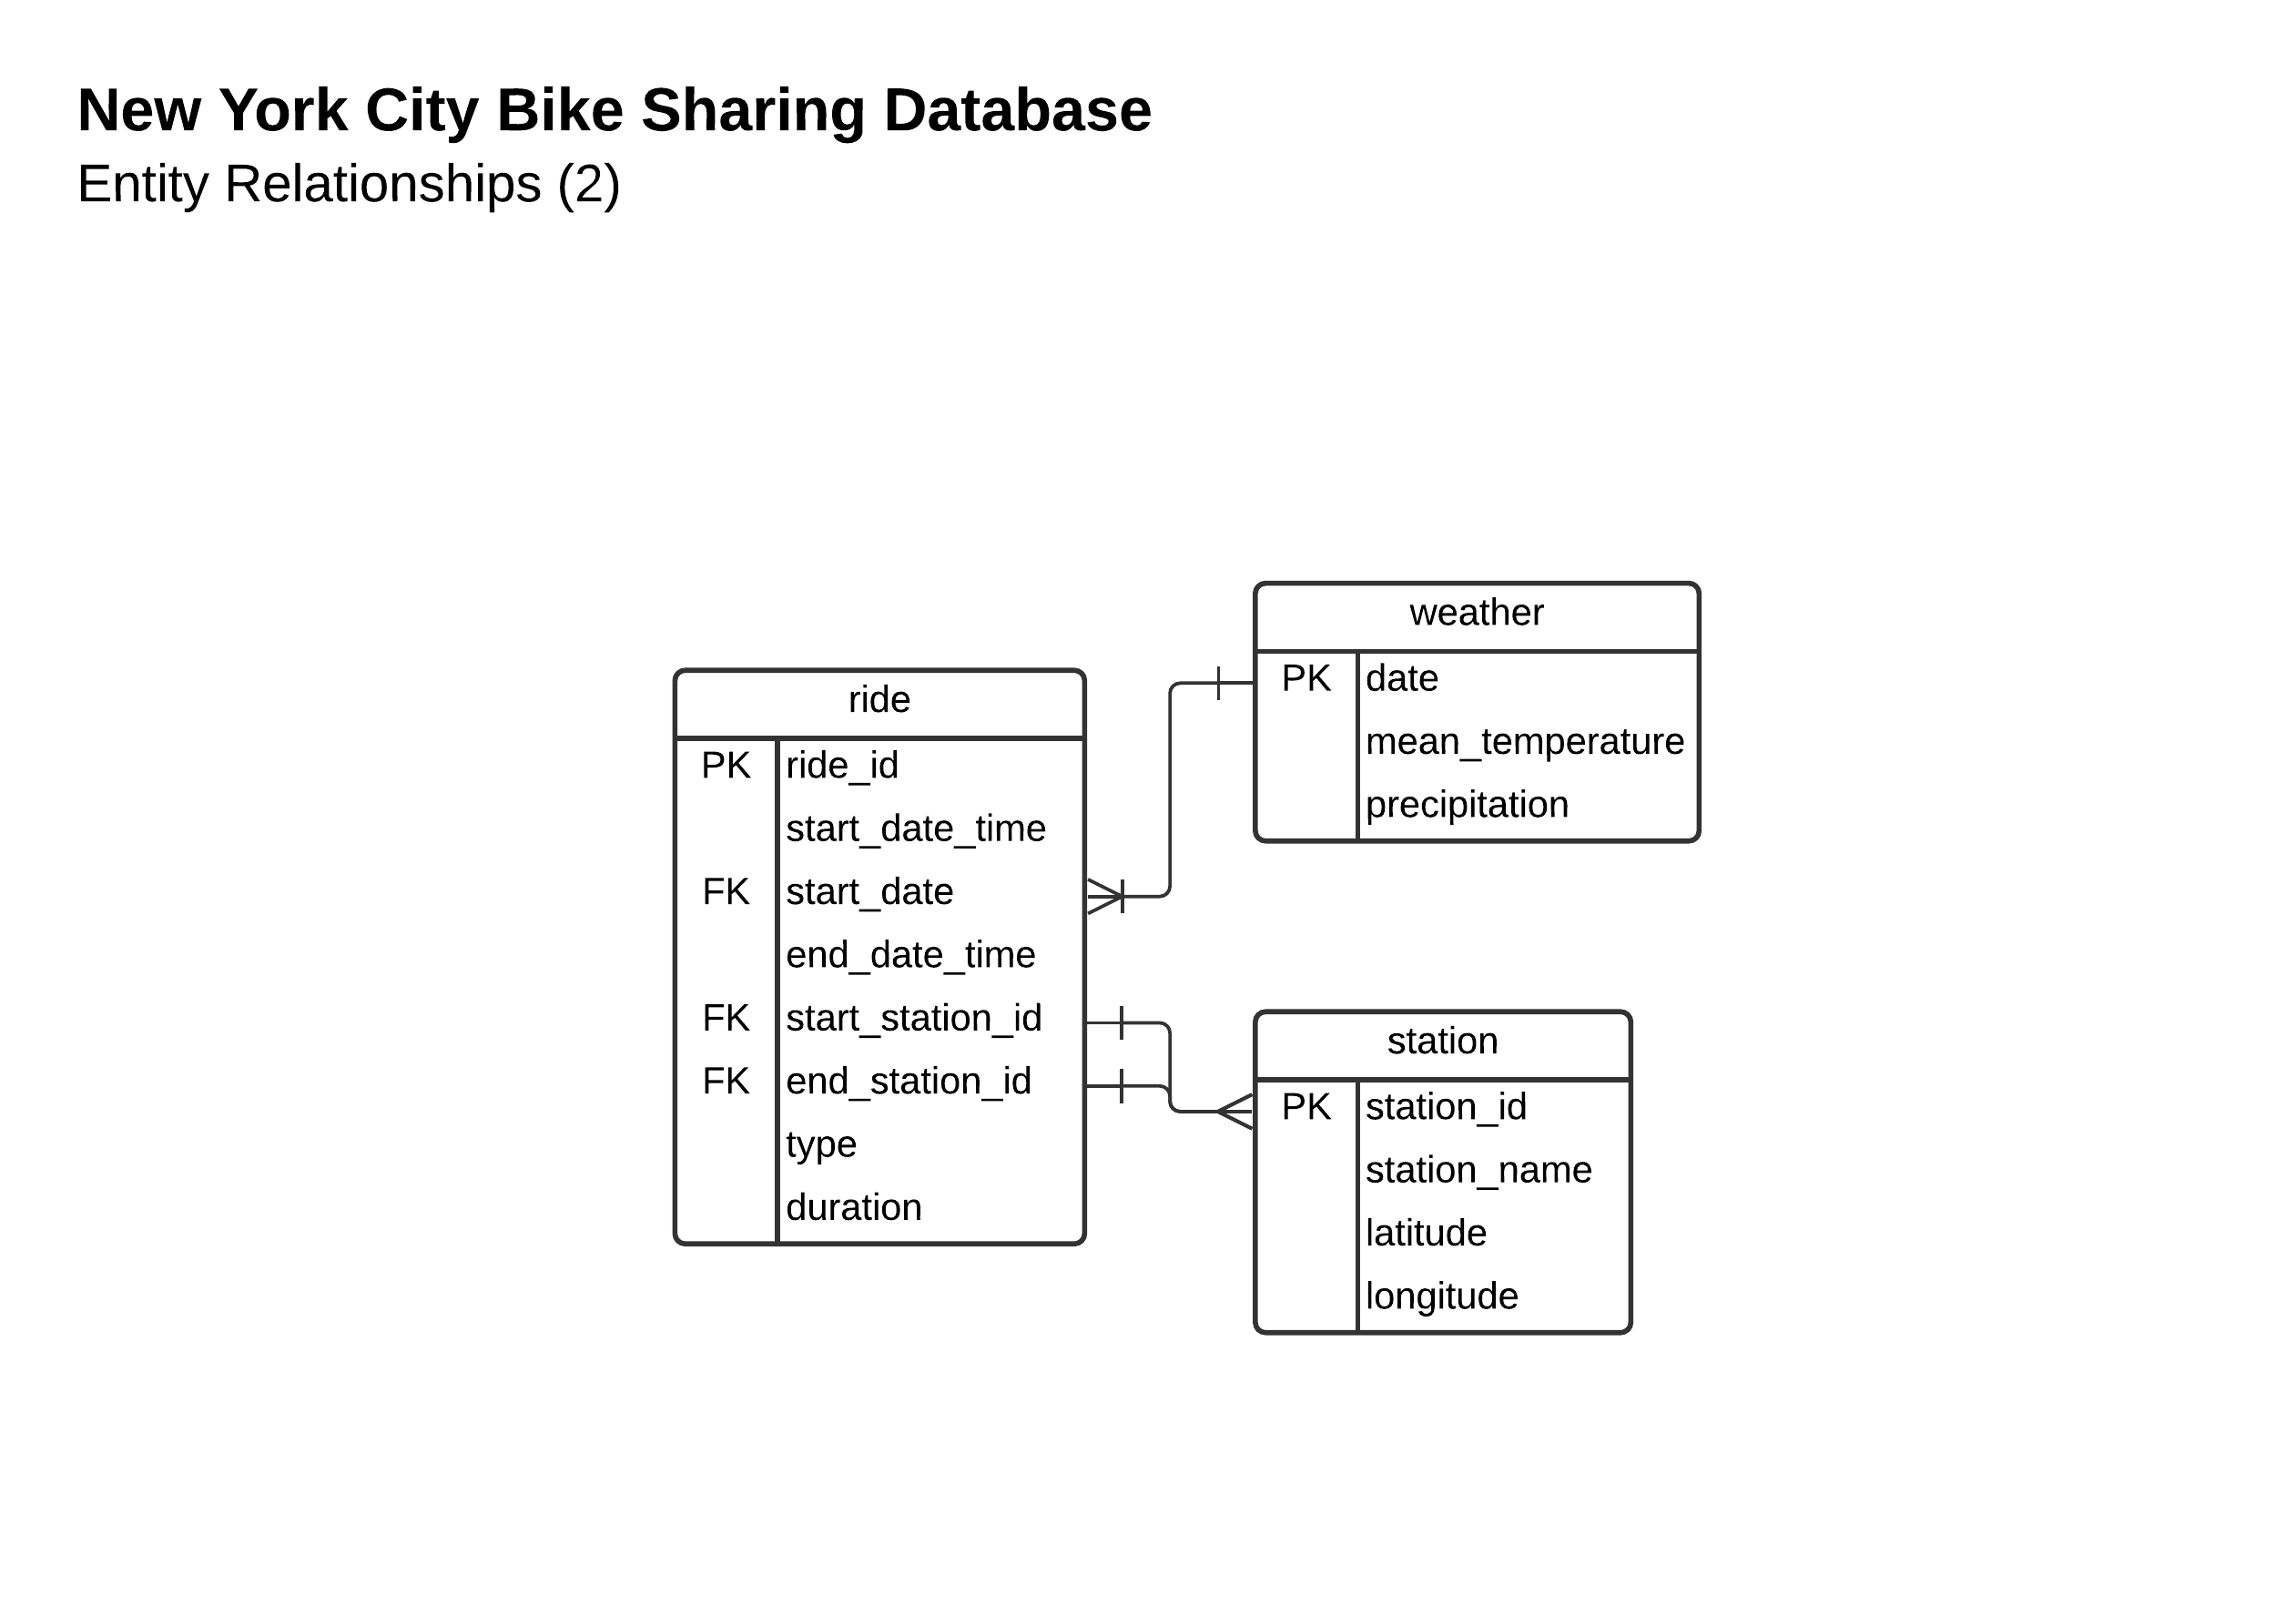 New York City Bike Sharing Database
Entity Relationships (2)
weather
PK date
mean_temperature
precipitation
ride
PK ride_id
start_date_time
FK start_date
end_date_time
FK start_station_id
FK end_station_id
type
duration
station
PK station_id
station_name
latitude
longitude